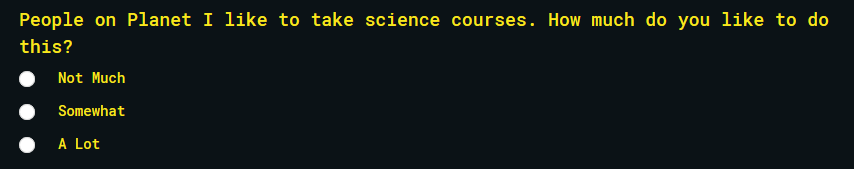 People on Planet I like to take science courses. How much do you like to do
this?
Not Much
Somewhat
A Lot